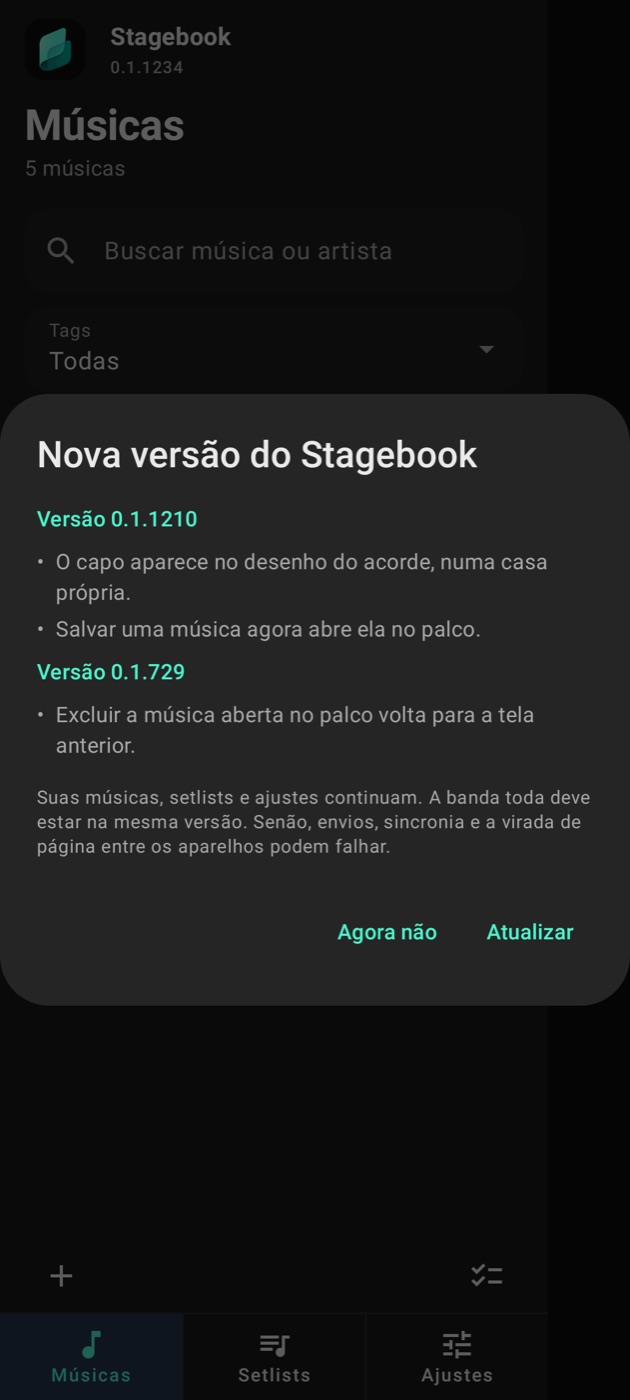 Stagebook
0.1.1234
Músicas
5 músicas
Buscar música ou artista
Tags
Todas
Nova versão do Stagebook
Versão 0.1.1210
• O capo aparece no desenho do acorde, numa casa
própria.
• Salvar uma música agora abre ela no palco.
Versão 0.1.729
• Excluir a música aberta no palco volta para a tela
anterior.
Suas músicas, setlists e ajustes continuam. A banda toda deve
estar na mesma versão. Senão, envios, sincronia e a virada de
página entre os aparelhos podem falhar.
Agora não Atualizar
Músicas Setlists Ajustes